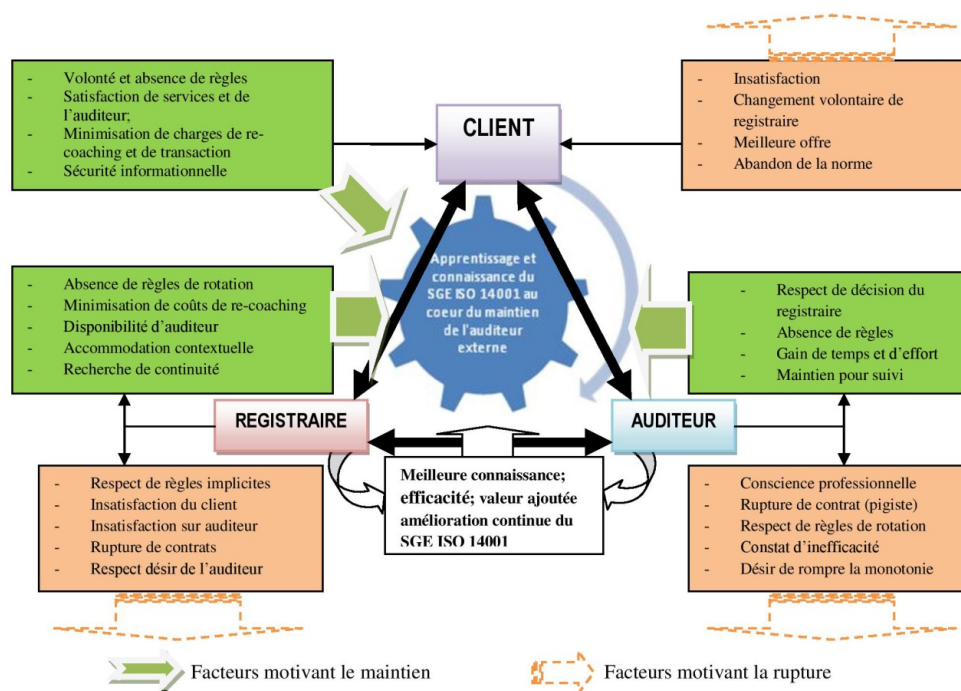 - Volonté et absence de règles
- Satisfaction de services et de
l'auditeur;
- Minimisation de charges de re-
coaching et de transaction
- Sécurité informationnelle
CLIENT
- Insatisfaction
- Changement volontaire de
registraire
- Meilleure offre
- Abandon de la norme
Apprentissage et
connaissance du
SGE ISO 14001 au
coeur du maintien
de l'auditeur
externe
- Absence de règles de rotation
- Minimisation de coûts de re-coaching
- Disponibilité d'auditeur
- Accommodation contextuelle
- Recherche de continuité
- Respect de décision du
registraire
- Absence de règles
- Gain de temps et d'effort
- Maintien pour suivi
REGISTRAIRE
AUDITEUR
Meilleure connaissance;
efficacité; valeur ajoutée
amélioration continue du
SGE ISO 14001
- Respect de règles implicites
- Insatisfaction du client
- Insatisfaction sur auditeur
- Rupture de contrats
- Respect désir de l'auditeur
- Conscience professionnelle
- Rupture de contrat (pigiste)
- Respect de règles de rotation
- Constat d'inefficacité
- Désir de rompre la monotonie
Facteurs motivant le maintien
Facteurs motivant la rupture